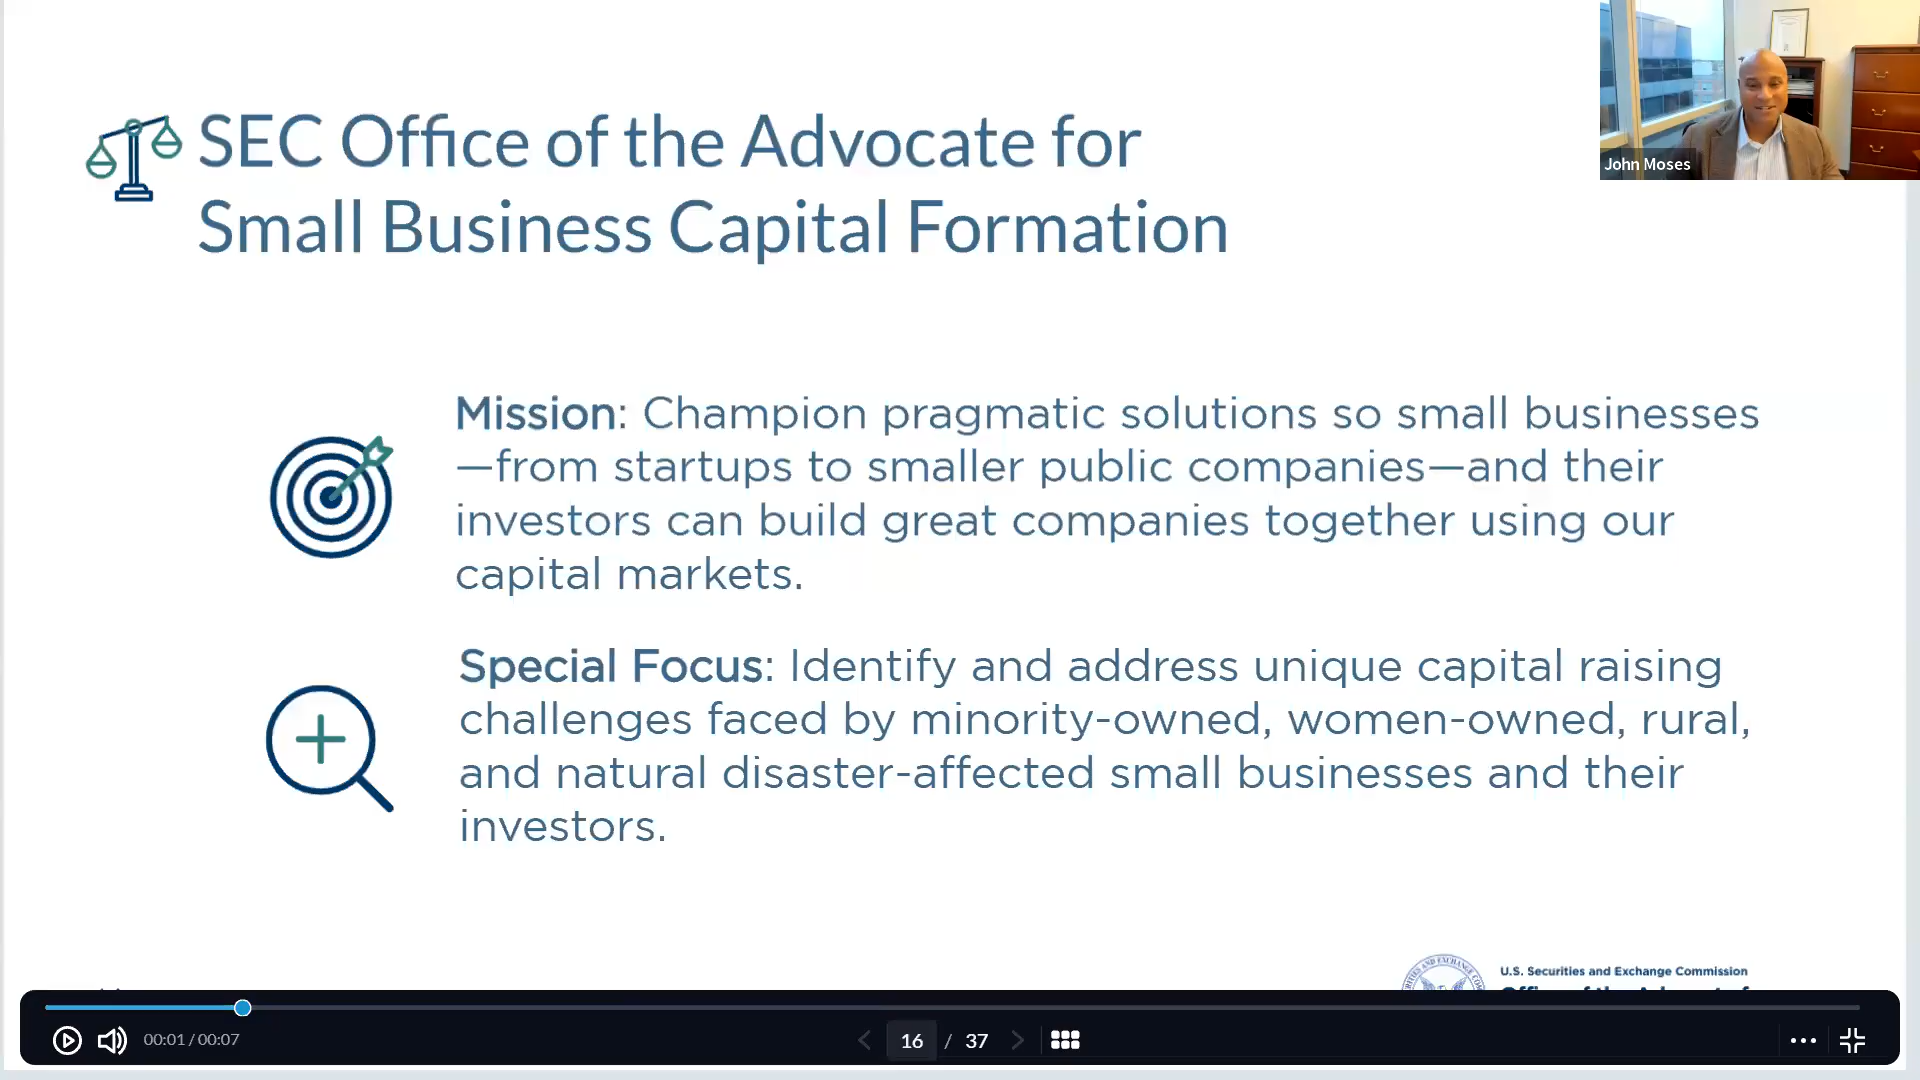 SEC Office of the Advocate for
Small Business Capital Formation
John Moses
Mission: Champion pragmatic solutions so small businesses
—from startups to smaller public companies—and their
investors can build great companies together using our
capital markets.
Special Focus: Identify and address unique capital raising
challenges faced by minority-owned, women-owned, rural,
and natural disaster-affected small businesses and their
investors.
U.S. Securities and Exchange Commission
00:01 / 00:07
16 / 37